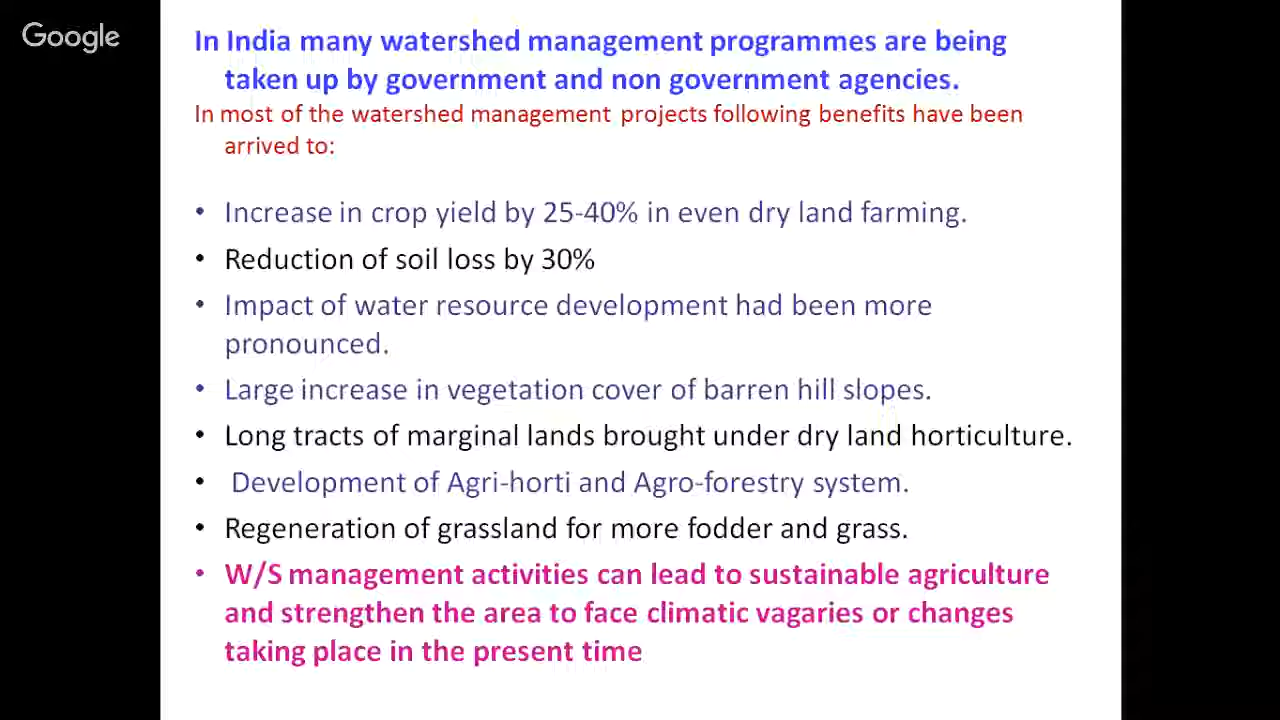 Google
In India many watershed management programmes are being
taken up by government and non government agencies.
In most of the watershed management projects following benefits have been
arrived to:
• Increase in crop yield by 25-40% in even dry land farming.
• Reduction of soil loss by 30%
• Impact of water resource development had been more
pronounced.
• Large increase in vegetation cover of barren hill slopes.
• Long tracts of marginal lands brought under dry land horticulture.
• Development of Agri-horti and Agro-forestry system.
• Regeneration of grassland for more fodder and grass.
• W/S management activities can lead to sustainable agriculture
and strengthen the area to face climatic vagaries or changes
taking place in the present time